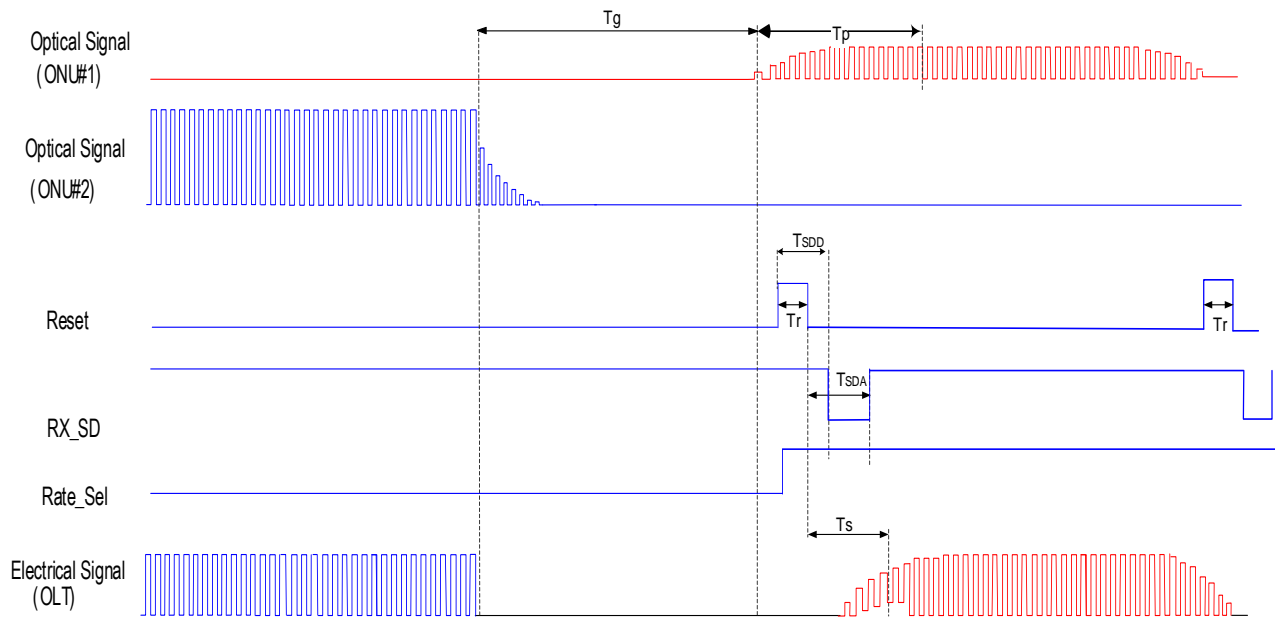 Tg
Optical Signal
(ONU#1)
Tp
Optical Signal
(ONU#2)
TSDD
Reset
Tr
Tr
TSDA
RX_SD
Rate_Sel
Ts
Electrical Signal
(OLT)